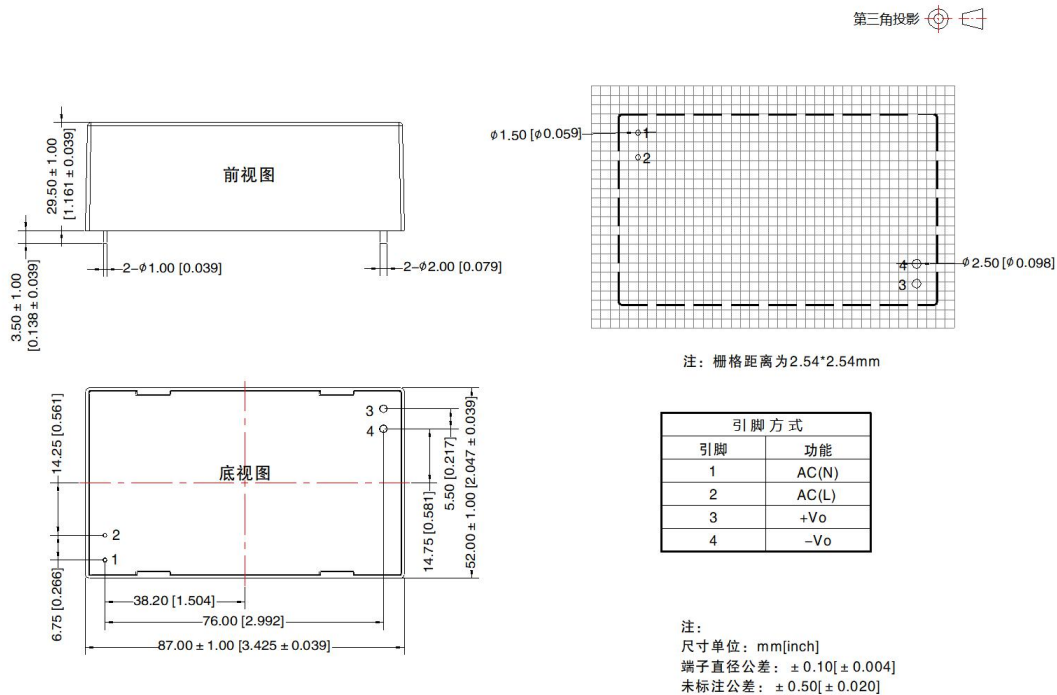 第三角投影
29.50±1.00
[1.161±0.039]
前视图
3.50±1.00
[0.138±0.039]
2-φ1.00 [0.039]
2-φ2.00 [0.079]
φ1.50 [φ0.059]
1
2
4
φ2.50 [φ0.098]
3
注：栅格距离为2.54*2.54mm
14.25 [0.561]
6.75 [0.266]
底视图
3
4
2
1
5.50 [0.217]
14.75 [0.581]
52.00±1.00 [2.047±0.039]
38.20 [1.504]
76.00 [2.992]
87.00±1.00 [3.425±0.039]
引脚方式
引脚 功能
1 AC(N)
2 AC(L)
3 +Vo
4 −Vo
注：
尺寸单位：mm[inch]
端子直径公差：±0.10[±0.004]
未标注公差：±0.50[±0.020]